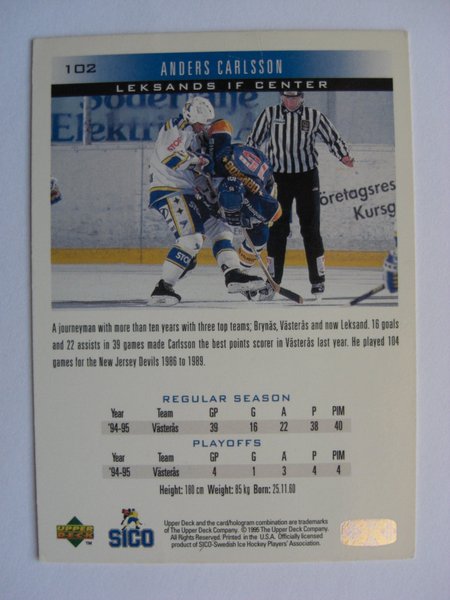 102
ANDERS CARLSSON
LEKSANDS IF CENTER
Elektri
öretagsres
Kursg
A journeyman with more than ten years with three top teams; Brynäs, Västerås and now Leksand. 16 goals
and 22 assists in 39 games made Carlsson the best points scorer in Västerås last year. He played 104
games for the New Jersey Devils 1986 to 1989.
REGULAR SEASON
Year Team GP G A P PIM
'94-95 Västerås 39 16 22 38 40
PLAYOFFS
Year Team GP G A P PIM
'94-95 Västerås 4 1 3 4 4
Height: 180 cm Weight: 85 kg Born: 25.11.60
Upper Deck and the card/hologram combination are trademarks
of The Upper Deck Company. © 1995 The Upper Deck Company.
All Rights Reserved. Printed in the U.S.A. Officially licensed
product of SICO-Swedish Ice Hockey Players' Association.
UPPER DECK
TM
SICO